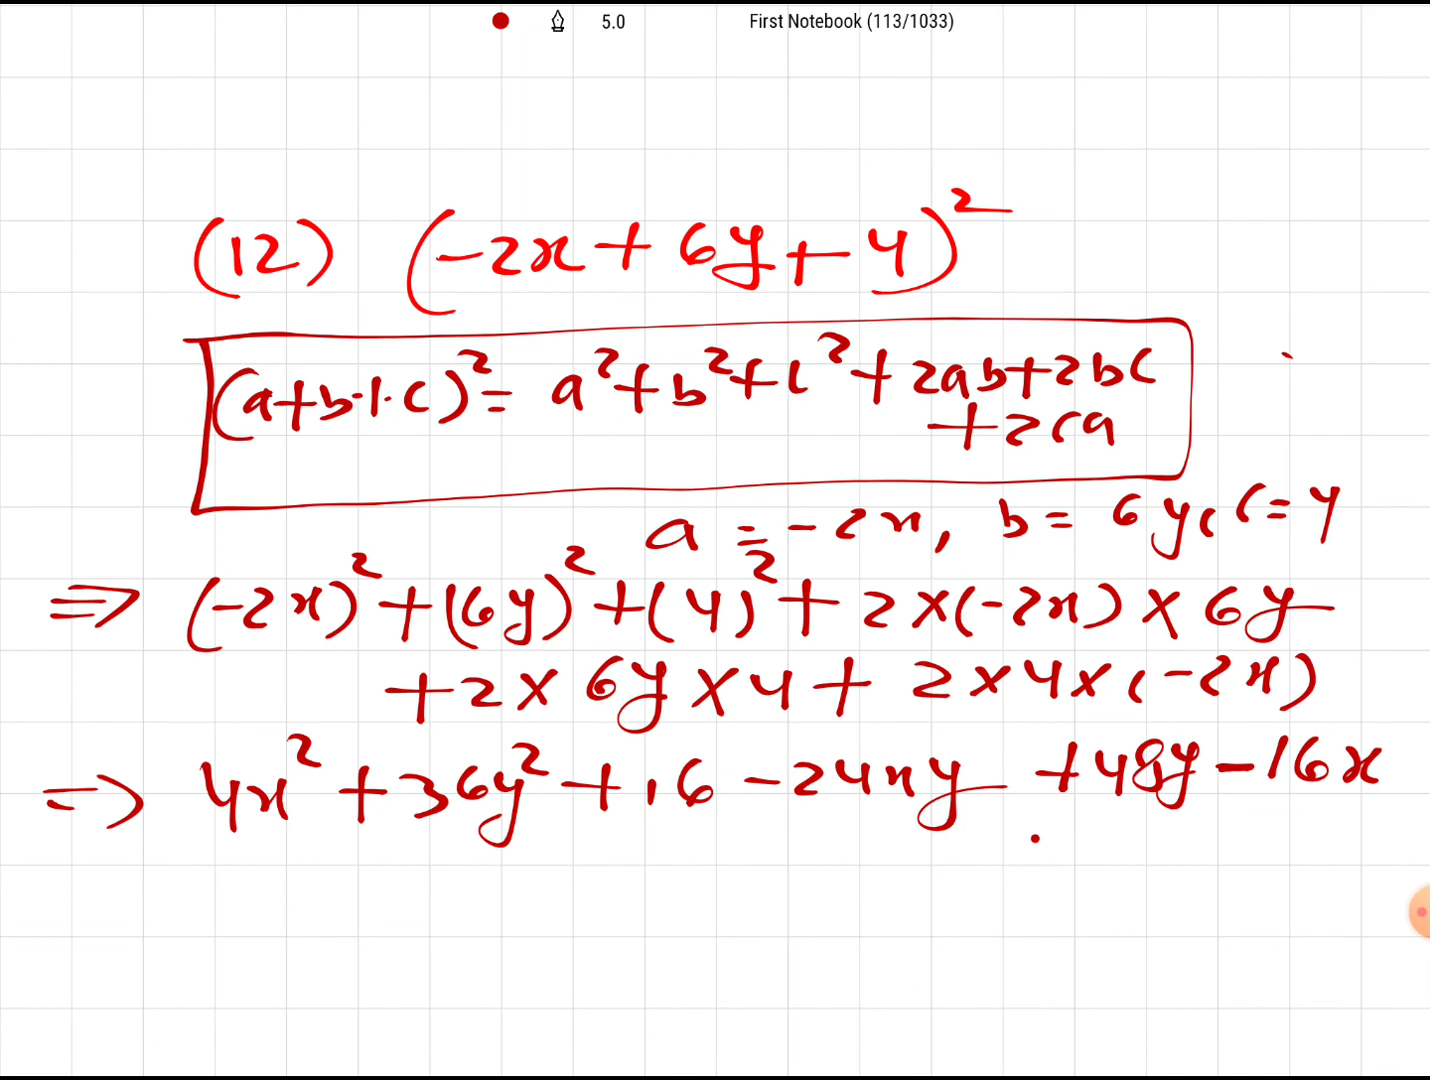 5.0 First Notebook (113/1033)
(12) (-2x + 6y + 4)²
(a+b+c)² = a²+b²+c²+2ab+2bc
+2ca
a = -2x, b = 6y, c = 4
⇒ (-2x)²+(6y)²+(4)²+2×(-2x)×6y
+2×6y×4+2×4×(-2x)
⇒ 4x²+36y²+16-24xy+48y-16x